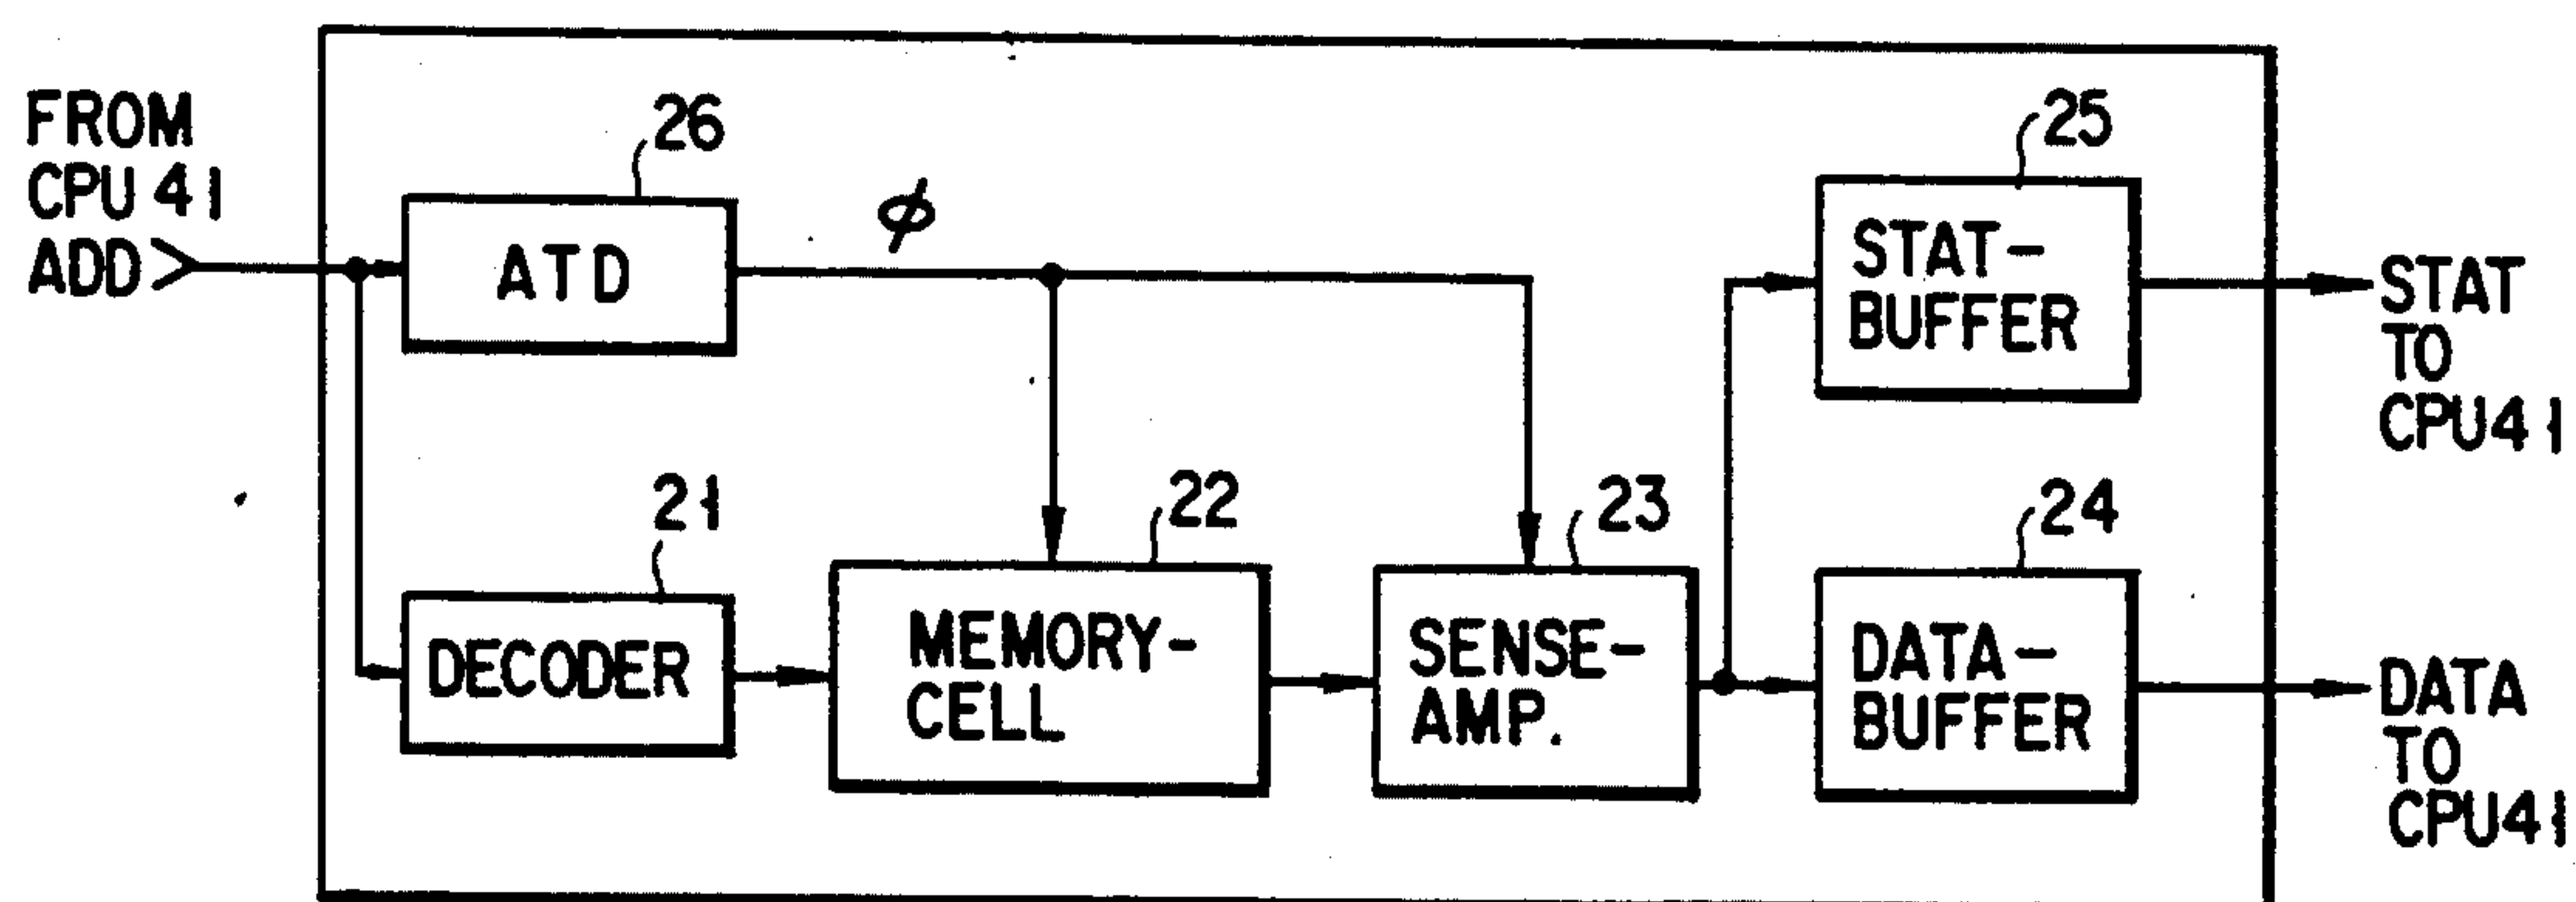 FROM
CPU 41
ADD
26
ATD
ϕ
25
STAT-
BUFFER
STAT
TO
CPU41
21
DECODER
22
MEMORY-
CELL
23
SENSE-
AMP.
24
DATA-
BUFFER
DATA
TO
CPU41